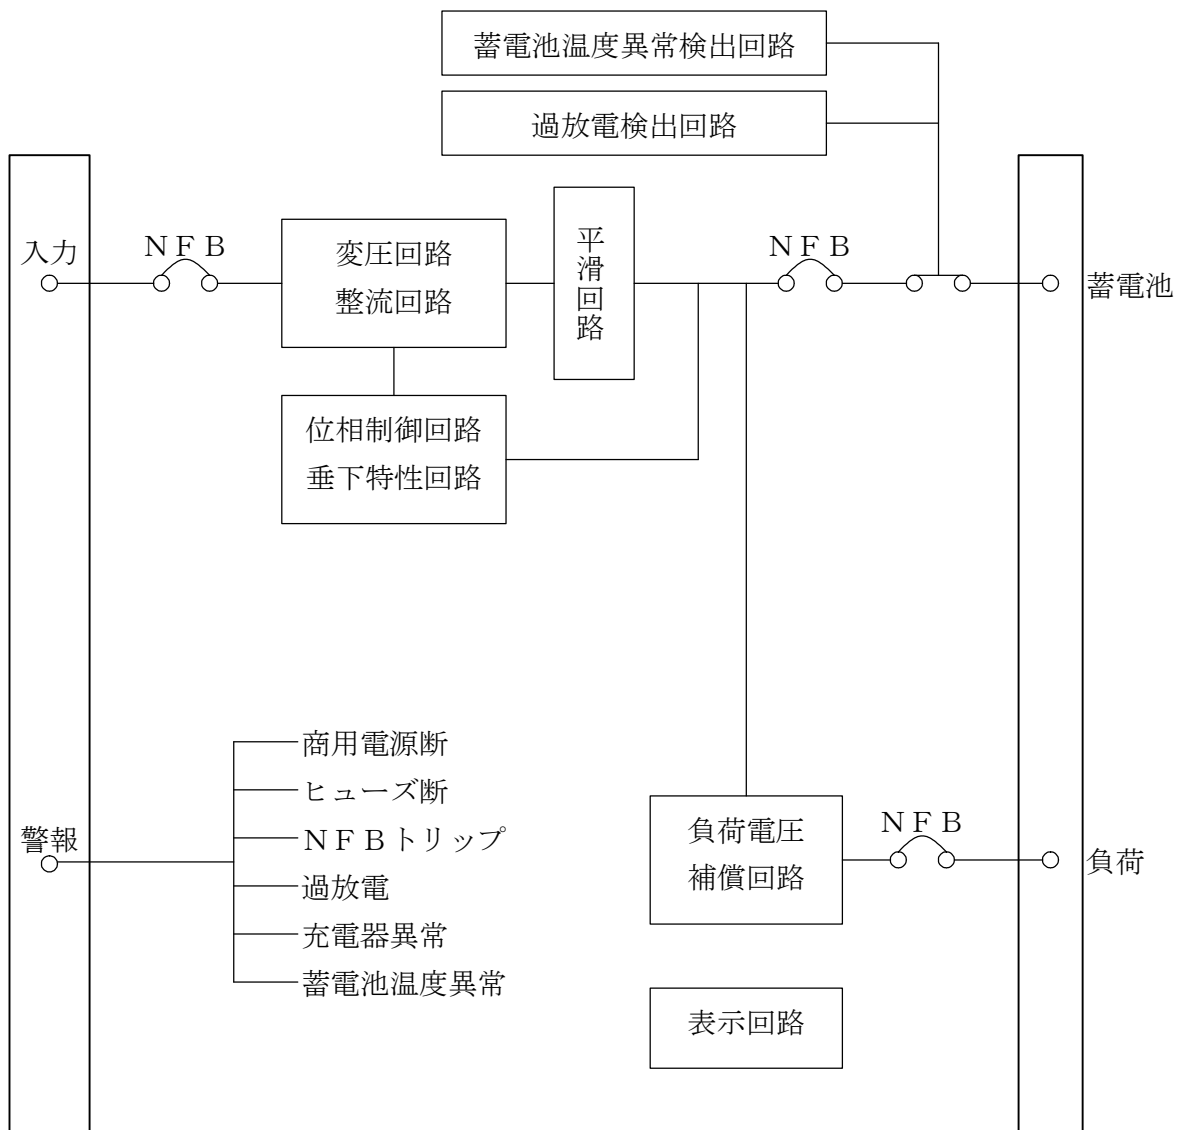 蓄電池温度異常検出回路
過放電検出回路
入力
ＮＦＢ
変圧回路
整流回路
平滑回路
ＮＦＢ
蓄電池
位相制御回路
垂下特性回路
商用電源断
ヒューズ断
ＮＦＢトリップ
過放電
充電器異常
蓄電池温度異常
警報
負荷電圧
補償回路
ＮＦＢ
負荷
表示回路